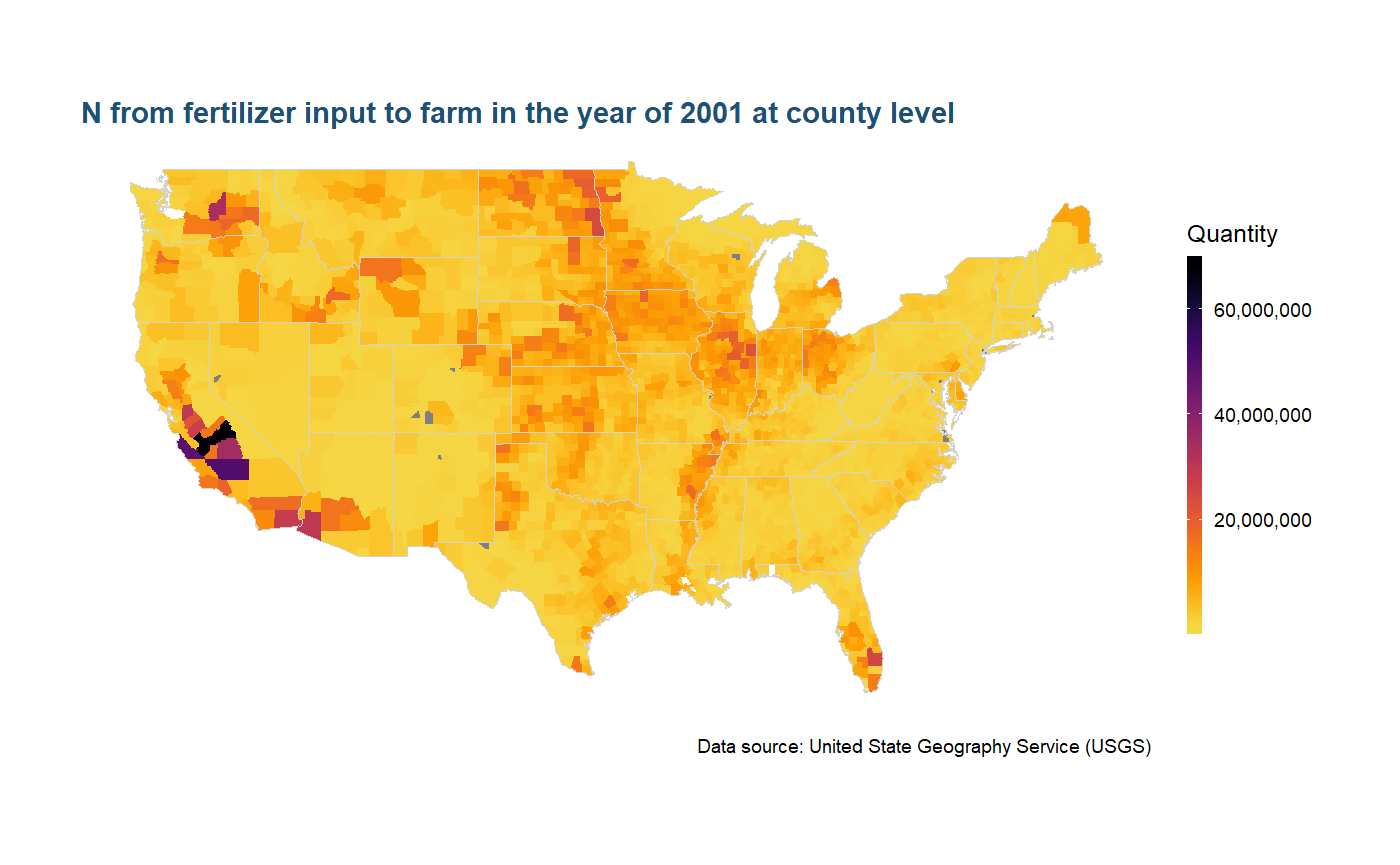 N from fertilizer input to farm in the year of 2001 at county level
Quantity
60,000,000
40,000,000
20,000,000
Data source: United State Geography Service (USGS)